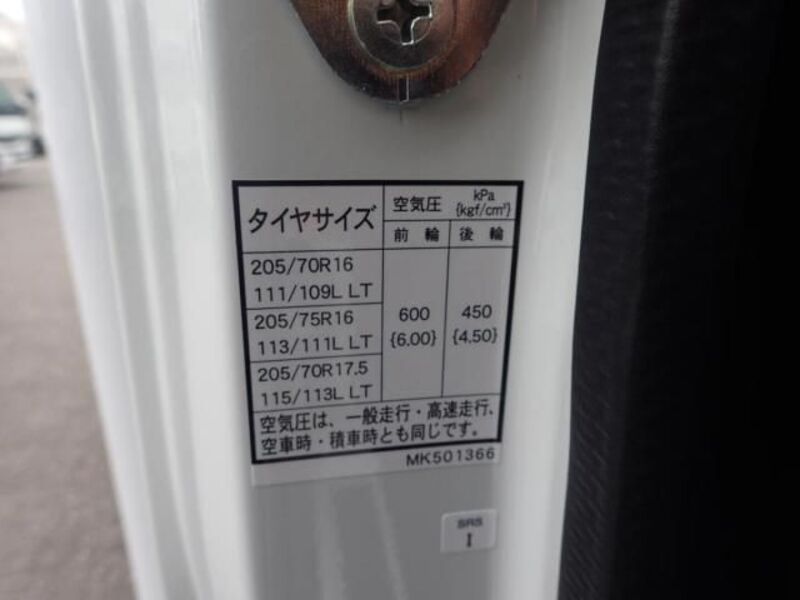 タイヤサイズ
空気圧 kPa {kgf/cm²}
前輪 後輪
205/70R16
111/109L LT
205/75R16
113/111L LT
205/70R17.5
115/113L LT
600 450
{6.00} {4.50}
空気圧は、一般走行・高速走行、
空車時・積車時とも同じです。
MK501366
SRS
I